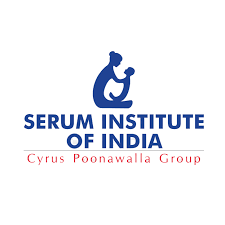 SERUM INSTITUTE
OF INDIA
Cyrus Poonawalla Group